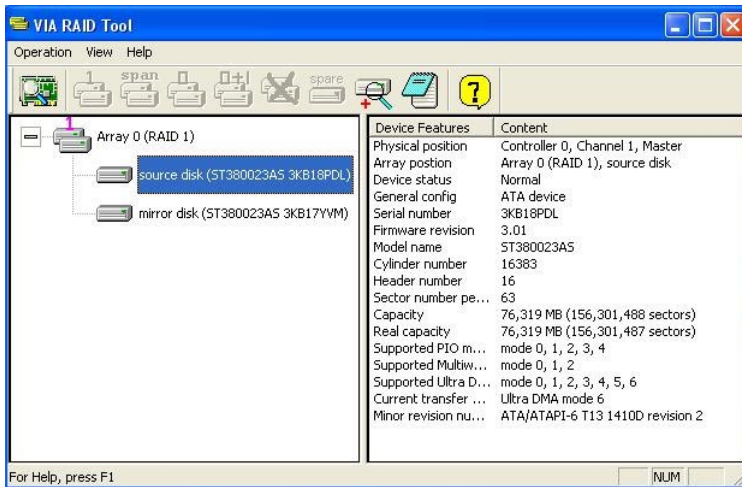 VIA RAID Tool
Operation View Help
1 span spare
1
Array 0 (RAID 1)
source disk (ST380023AS 3KB18PDL)
mirror disk (ST380023AS 3KB17YVM)
Device Features Content
Physical position Controller 0, Channel 1, Master
Array postion Array 0 (RAID 1), source disk
Device status Normal
General config ATA device
Serial number 3KB18PDL
Firmware revision 3.01
Model name ST380023AS
Cylinder number 16383
Header number 16
Sector number pe... 63
Capacity 76,319 MB (156,301,488 sectors)
Real capacity 76,319 MB (156,301,487 sectors)
Supported PIO m... mode 0, 1, 2, 3, 4
Supported Multiw... mode 0, 1, 2
Supported Ultra D... mode 0, 1, 2, 3, 4, 5, 6
Current transfer ... Ultra DMA mode 6
Minor revision nu... ATA/ATAPI-6 T13 1410D revision 2
For Help, press F1 NUM